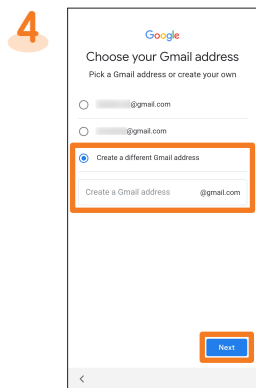 4
Google
Choose your Gmail address
Pick a Gmail address or create your own
@gmail.com
@gmail.com
Create a different Gmail address
Create a Gmail address @gmail.com
Next